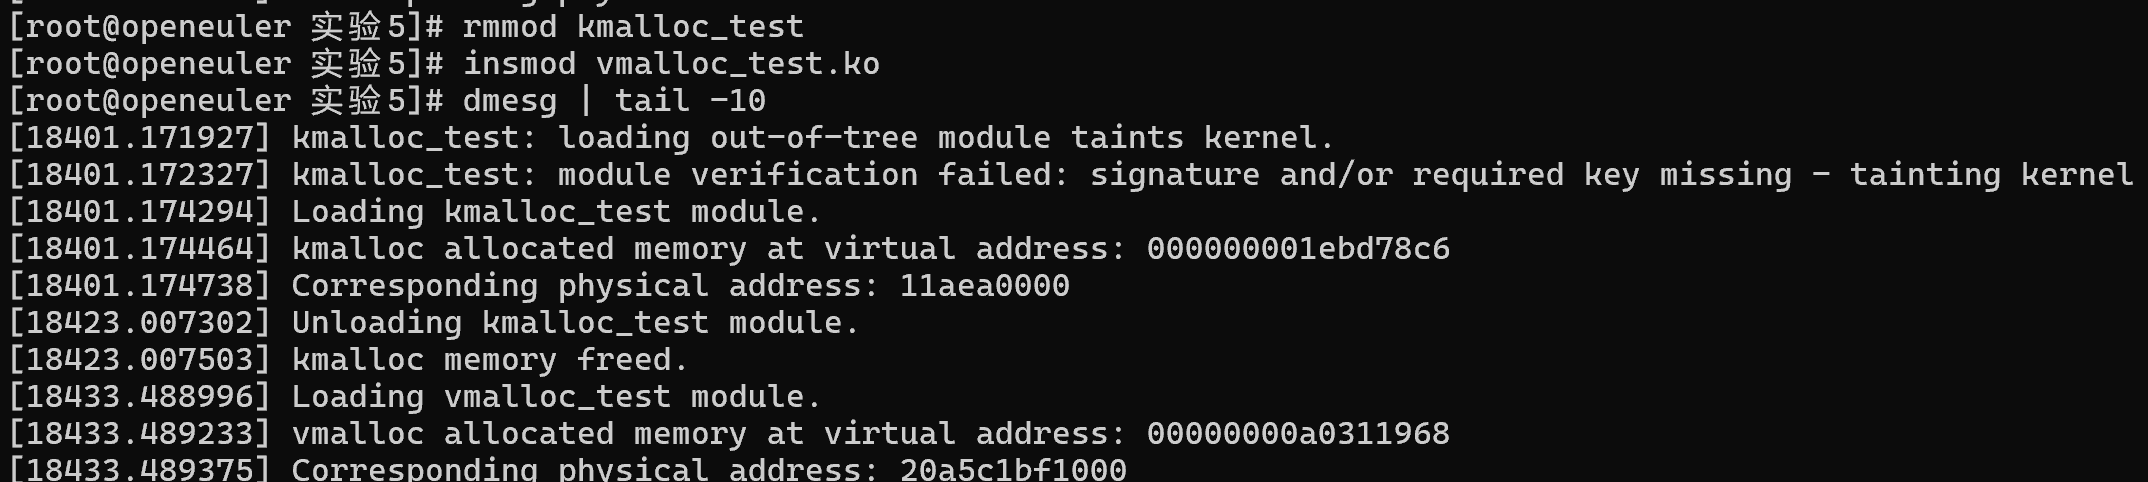 [root@openeuler 实验5]# rmmod kmalloc_test
[root@openeuler 实验5]# insmod vmalloc_test.ko
[root@openeuler 实验5]# dmesg | tail -10
[18401.171927] kmalloc_test: loading out-of-tree module taints kernel.
[18401.172327] kmalloc_test: module verification failed: signature and/or required key missing - tainting kernel
[18401.174294] Loading kmalloc_test module.
[18401.174464] kmalloc allocated memory at virtual address: 000000001ebd78c6
[18401.174738] Corresponding physical address: 11aea0000
[18423.007302] Unloading kmalloc_test module.
[18423.007503] kmalloc memory freed.
[18433.488996] Loading vmalloc_test module.
[18433.489233] vmalloc allocated memory at virtual address: 00000000a0311968
[18433.489375] Corresponding physical address: 20a5c1bf1000